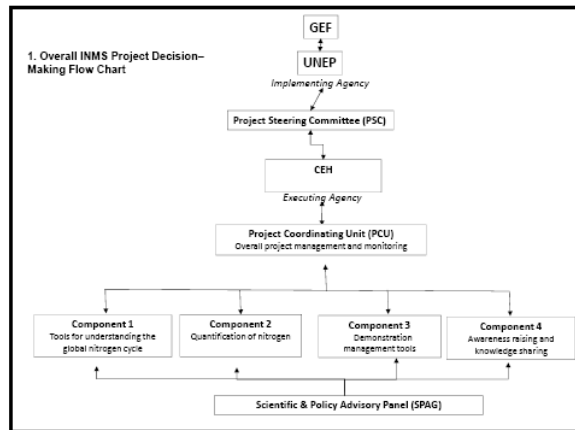 GEF
1. Overall INMS Project Decision–
Making Flow Chart
UNEP
Implementing Agency
Project Steering Committee (PSC)
CEH
Executing Agency
Project Coordinating Unit (PCU)
Overall project management and monitoring
Component 1
Tools for understanding the
global nitrogen cycle
Component 2
Quantification of nitrogen
Component 3
Demonstration
management tools
Component 4
Awareness raising and
knowledge sharing
Scientific & Policy Advisory Panel (SPAG)